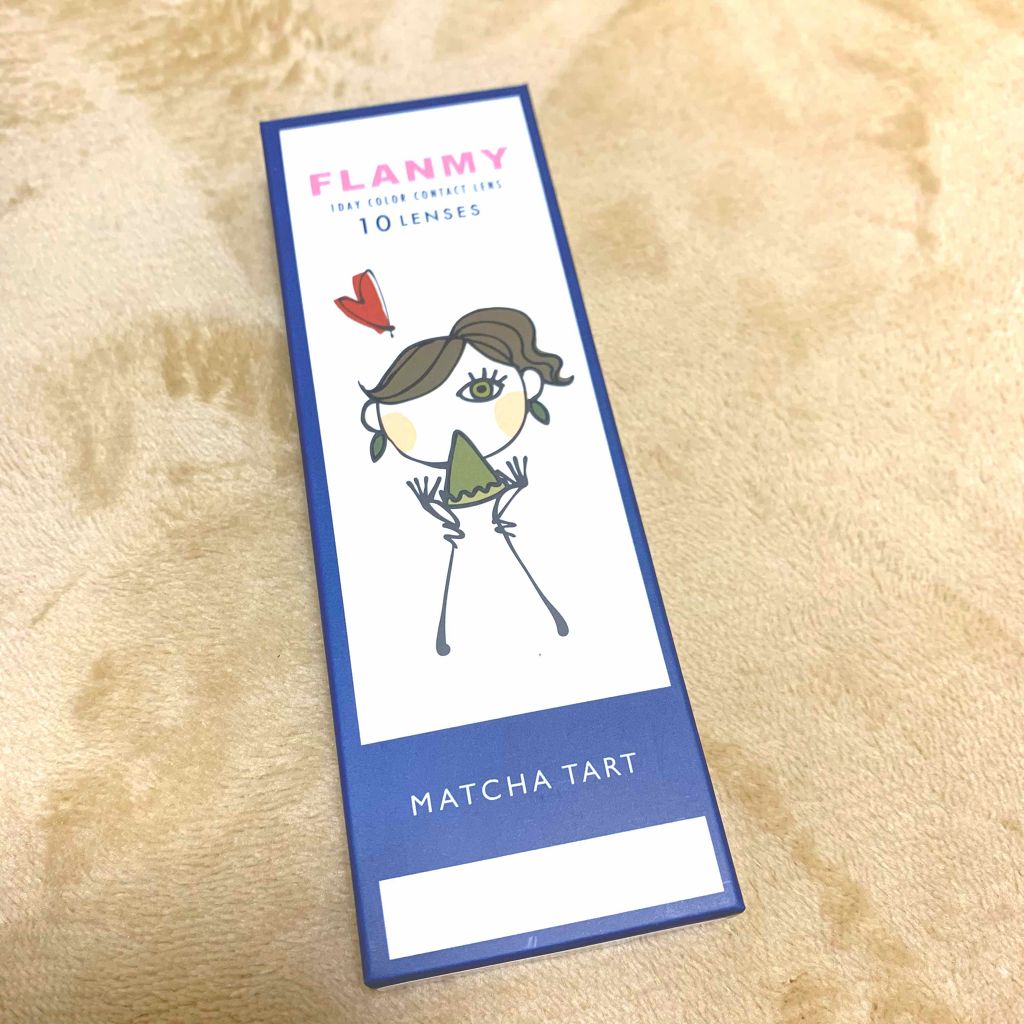 FLANMY
1DAY COLOR CONTACT LENS
10 LENSES
MATCHA TART